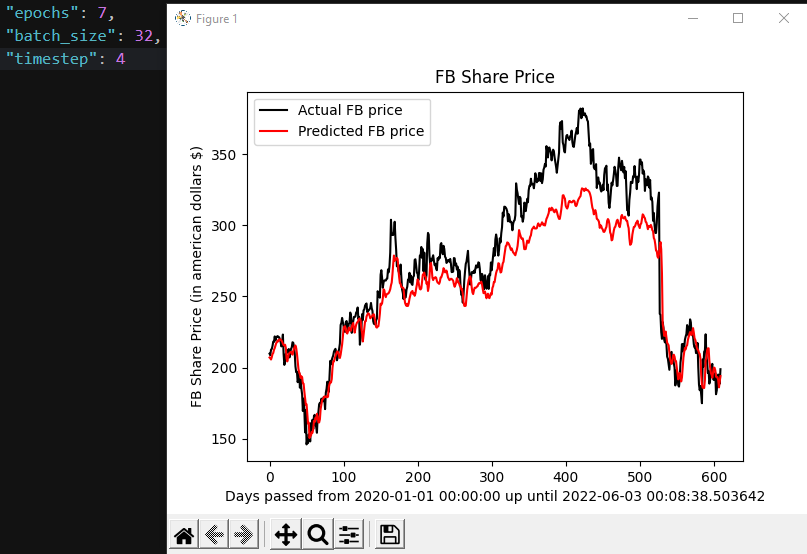 "epochs": 7,
"batch_size": 32,
"timestep": 4
Figure 1
FB Share Price
Actual FB price
Predicted FB price
FB Share Price (in american dollars $)
350
300
250
200
150
0 100 200 300 400 500 600
Days passed from 2020-01-01 00:00:00 up until 2022-06-03 00:08:38.503642